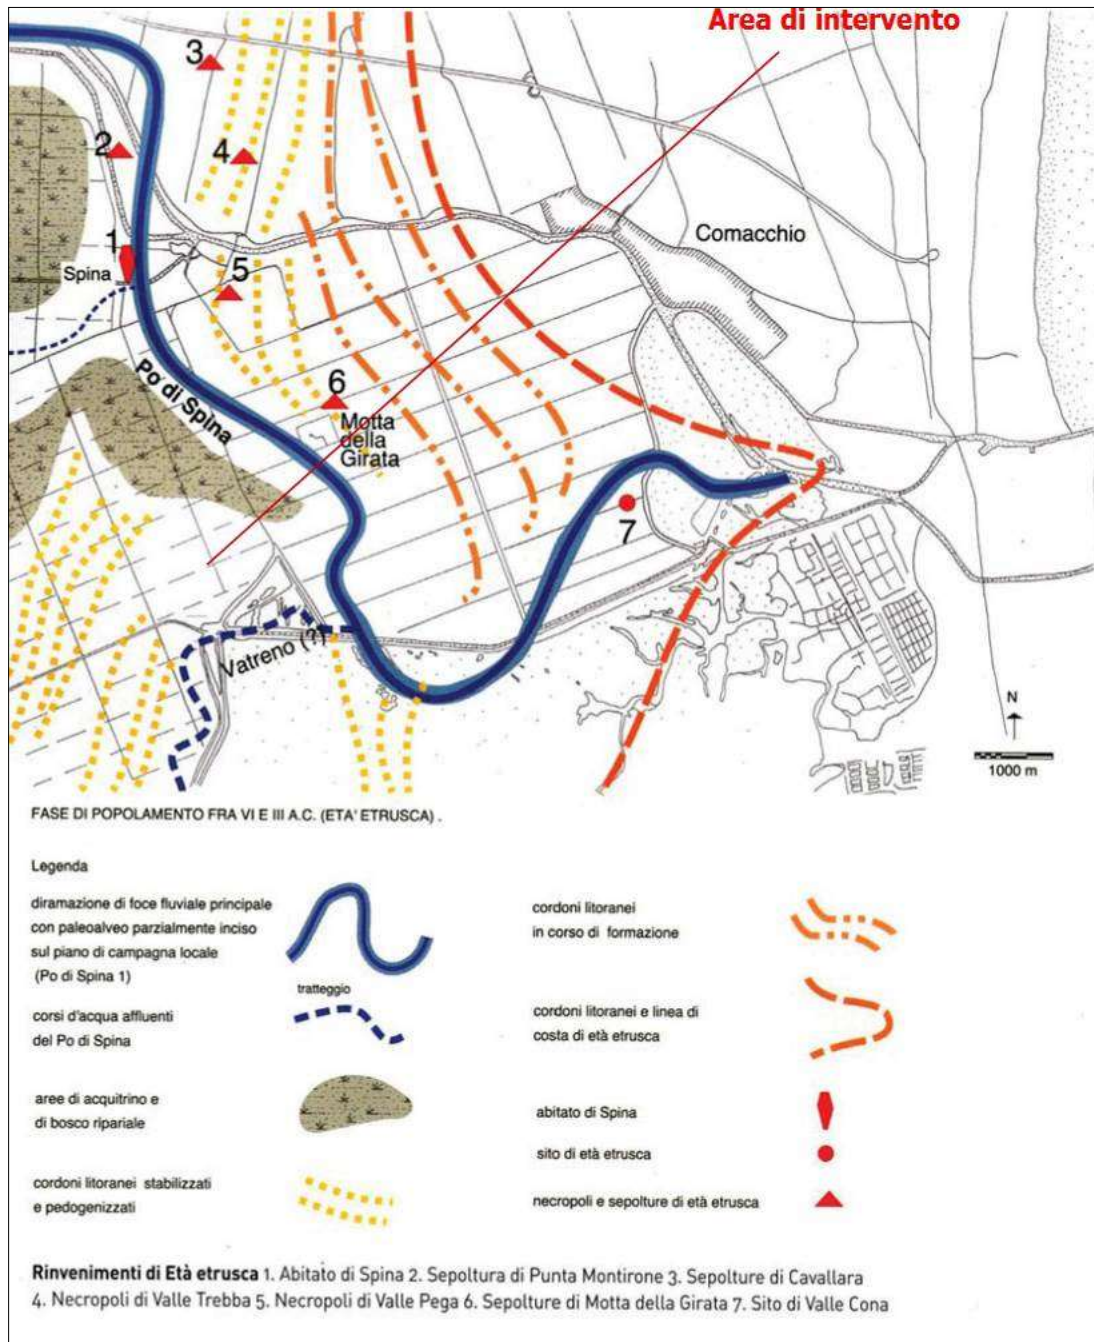 Area di intervento
3
2
4
Comacchio
1
Spina
5
Po di Spina
6
Motta
della
Girata
7
Vatreno (?)
N
1000 m
FASE DI POPOLAMENTO FRA VI E III A.C. (ETA' ETRUSCA) .
Legenda
diramazione di foce fluviale principale
con paleoalveo parzialmente inciso
sul piano di campagna locale
(Po di Spina 1)
tratteggio
corsi d'acqua affluenti
del Po di Spina
aree di acquitrino e
di bosco ripariale
cordoni litoranei stabilizzati
e pedogenizzati
cordoni litoranei
in corso di formazione
cordoni litoranei e linea di
costa di età etrusca
abitato di Spina
sito di età etrusca
necropoli e sepolture di età etrusca
Rinvenimenti di Età etrusca 1. Abitato di Spina 2. Sepoltura di Punta Montirone 3. Sepolture di Cavallara
4. Necropoli di Valle Trebba 5. Necropoli di Valle Pega 6. Sepolture di Motta della Girata 7. Sito di Valle Cona